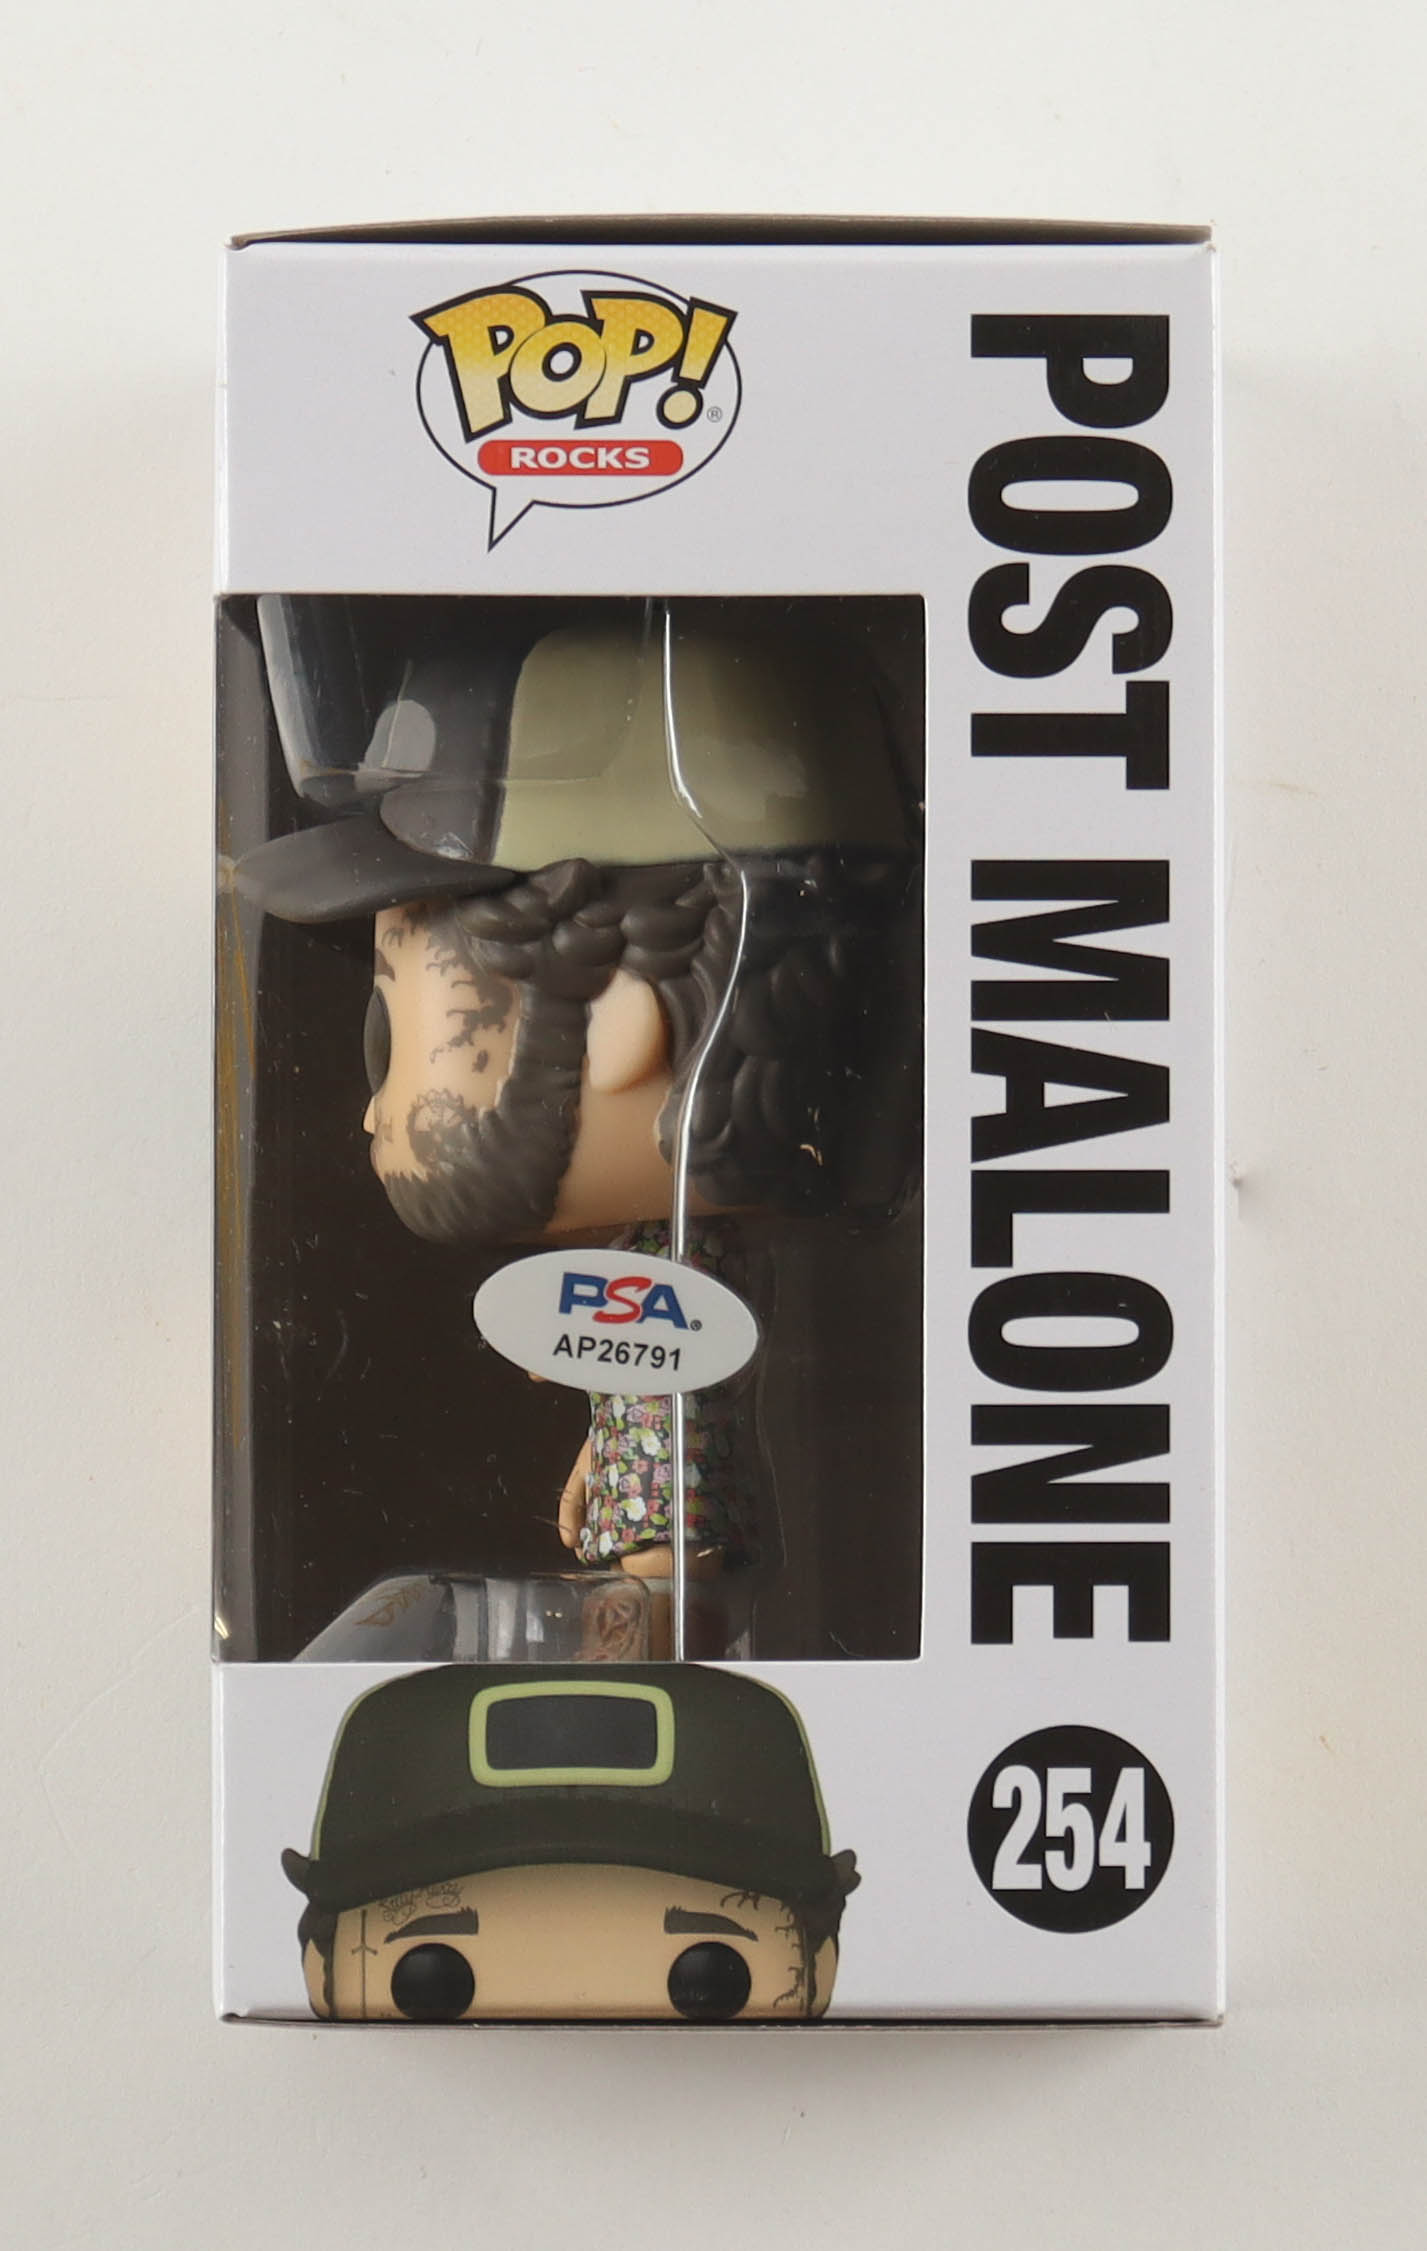 POP! ®
ROCKS
POST MALONE
PSA®
AP26791
254